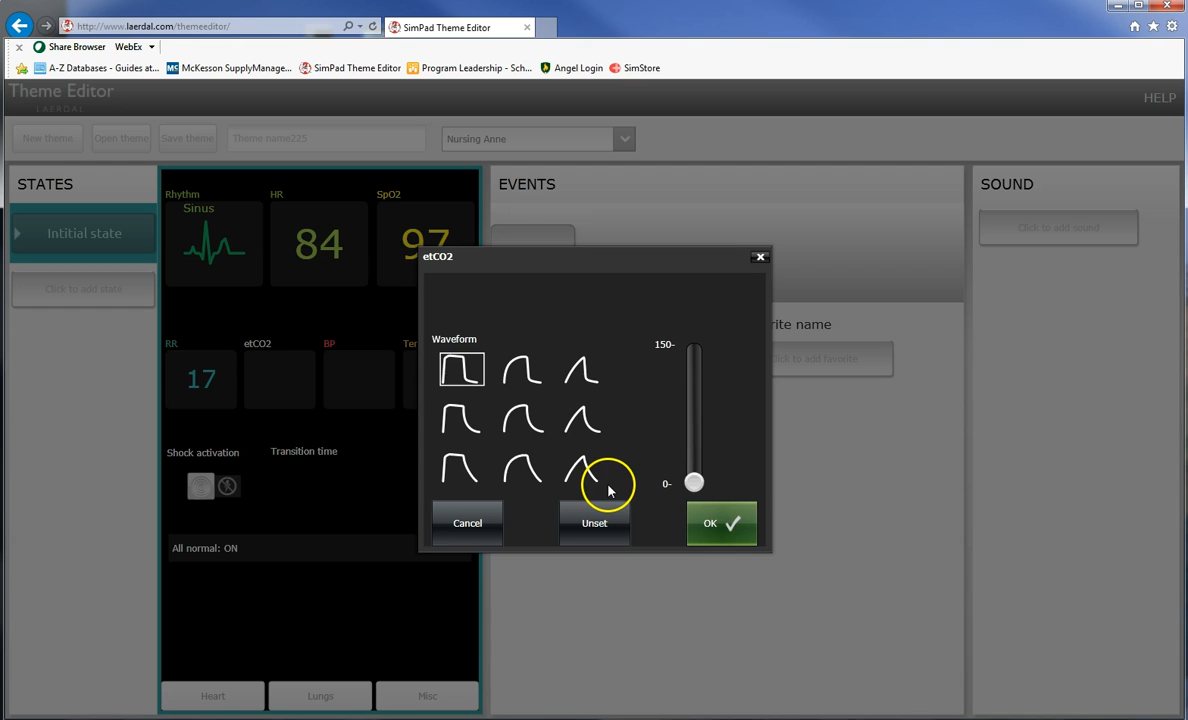 http://www.laerdal.com/themeeditor/
SimPad Theme Editor
Share Browser WebEx
A-Z Databases - Guides at...
McKesson SupplyManage...
SimPad Theme Editor
Program Leadership - Sch...
Angel Login
SimStore
Theme Editor
LAERDAL
HELP
New theme
Open theme
Save theme
Theme name225
Nursing Anne
STATES
Intitial state
Click to add state
Rhythm
Sinus
HR
84
SpO2
97
RR
17
etCO2
BP
Shock activation
Transition time
All normal: ON
Heart
Lungs
Misc
EVENTS
Click to add favorite
SOUND
Click to add sound
etCO2
Waveform
150-
0-
Cancel
Unset
OK